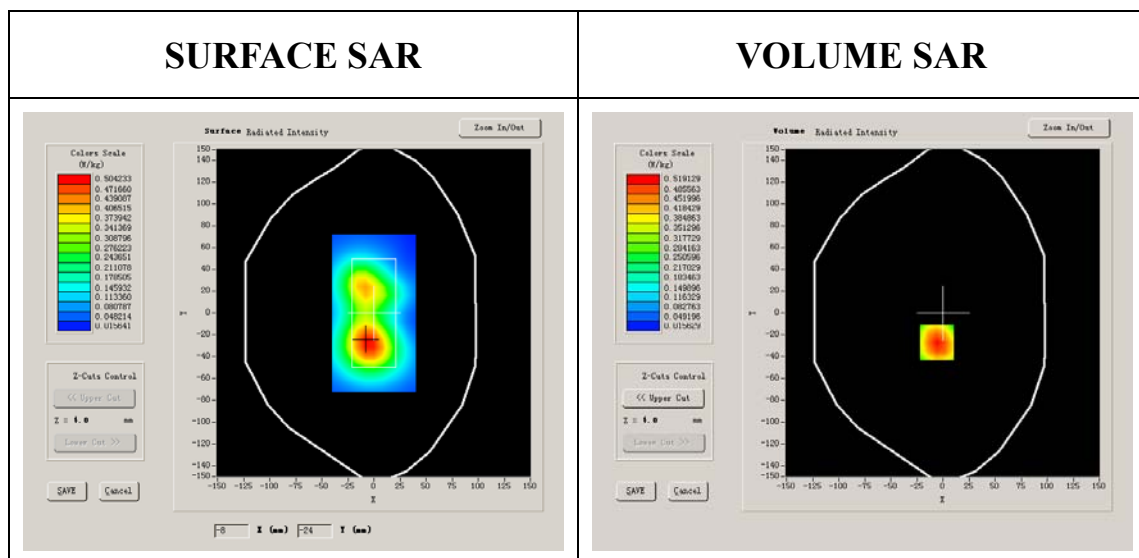 SURFACE SAR
VOLUME SAR
Surface Radiated Intensity
Zoom In/Out
Colors Scale
(W/kg)
0.504233
0.471660
0.439087
0.406515
0.373942
0.341369
0.308796
0.276223
0.243651
0.211078
0.178505
0.145932
0.113360
0.080787
0.048214
0.015641
Z-Cuts Control
<< Upper Cut
Z = 4.0 mm
Lower Cut >>
SAVE
Cancel
150
140
120
100
80
60
40
20
0
-20
-40
-60
-80
-100
-120
-140
-150
Y
-150 -125 -100 -75 -50 -25 0 25 50 75 100 125 150
X
-8 X (mm) -24 Y (mm)
Volume Radiated Intensity
Zoom In/Out
Colors Scale
(W/kg)
0.519129
0.485563
0.451996
0.418429
0.384863
0.351296
0.317729
0.284163
0.250596
0.217029
0.183463
0.149896
0.116329
0.082763
0.049196
0.015629
Z-Cuts Control
<< Upper Cut
Z = 4.0 mm
Lower Cut >>
SAVE
Cancel
150
140
120
100
80
60
40
20
0
-20
-40
-60
-80
-100
-120
-140
-150
Y
-150 -125 -100 -75 -50 -25 0 25 50 75 100 125 150
X